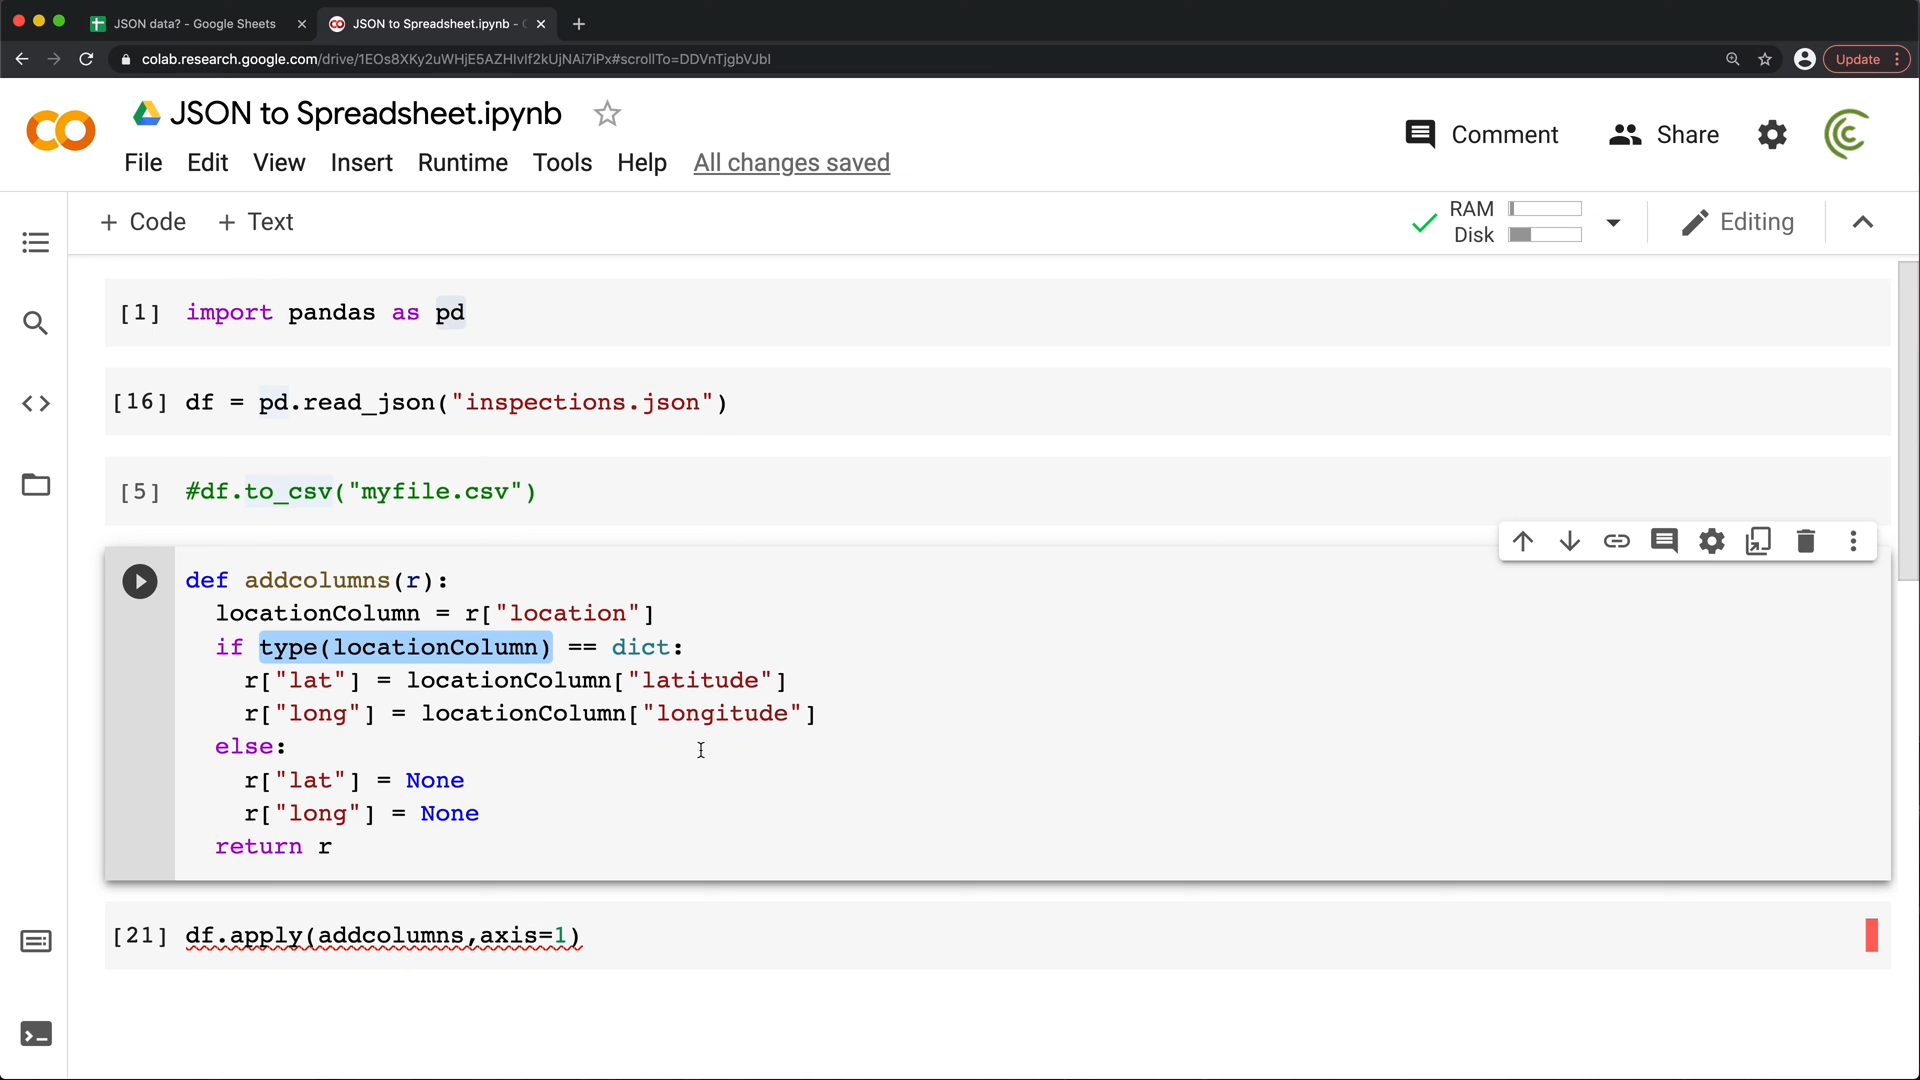 JSON data? - Google Sheets
JSON to Spreadsheet.ipynb -
colab.research.google.com/drive/1EOs8XKy2uWHjE5AZHIvIf2kUjNAi7iPx#scrollTo=DDVnTjgbVJbI
Update
JSON to Spreadsheet.ipynb
Comment
Share
File Edit View Insert Runtime Tools Help All changes saved
+ Code + Text
RAM
Disk
Editing
[1] import pandas as pd
[16] df = pd.read_json("inspections.json")
[5] #df.to_csv("myfile.csv")
def addcolumns(r):
locationColumn = r["location"]
if type(locationColumn) == dict:
r["lat"] = locationColumn["latitude"]
r["long"] = locationColumn["longitude"]
else:
r["lat"] = None
r["long"] = None
return r
[21] df.apply(addcolumns,axis=1)